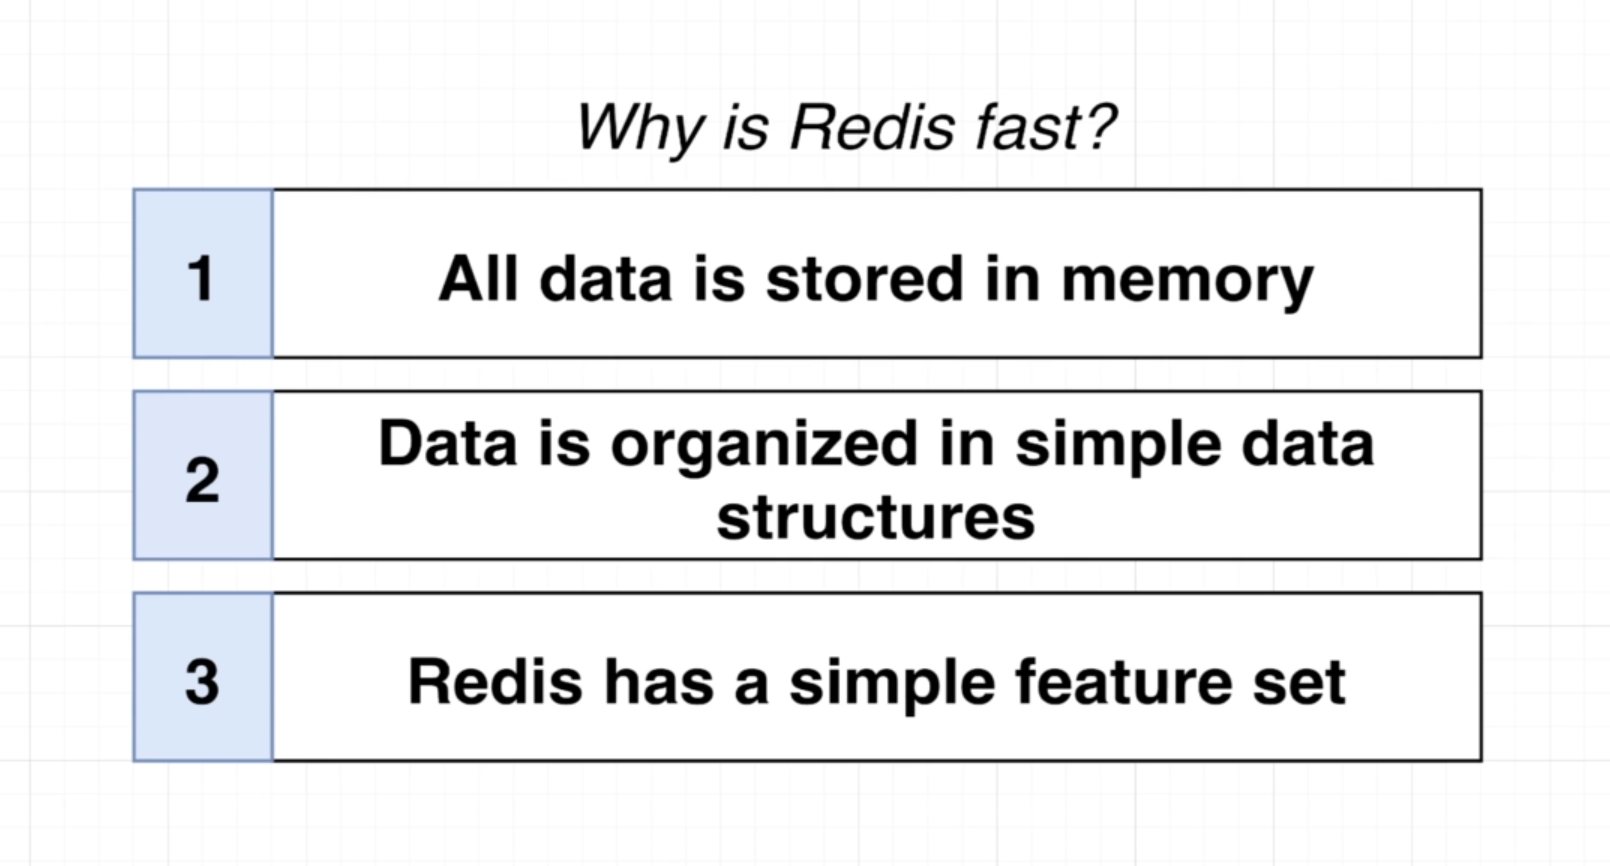 Why is Redis fast?
1
All data is stored in memory
2
Data is organized in simple data
structures
3
Redis has a simple feature set